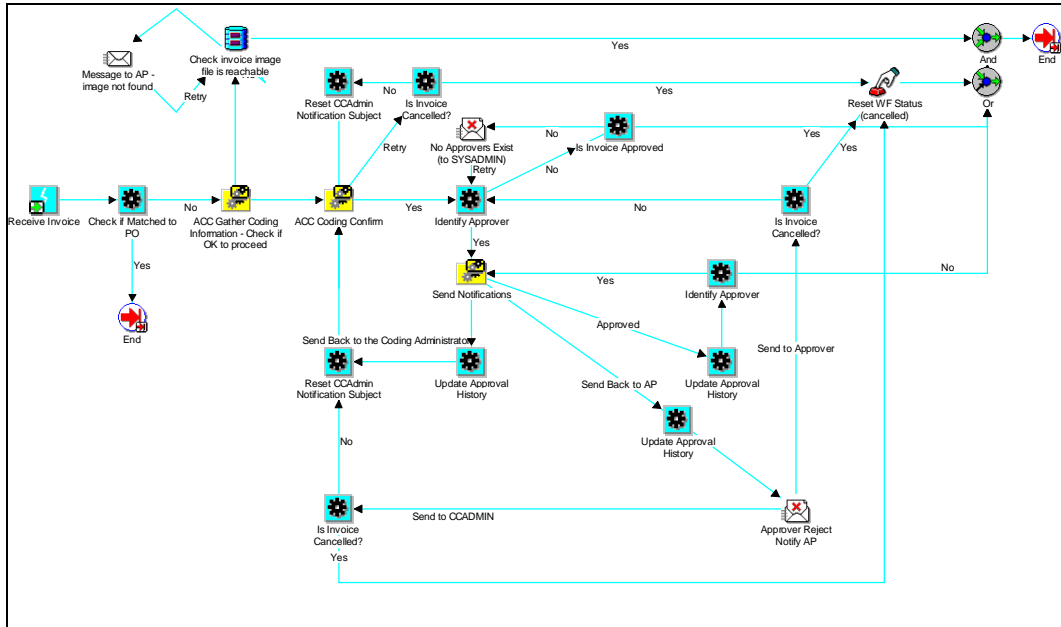 Yes
And
End
Check invoice image
file is reachable
Message to AP -
image not found
Retry
Reset CCAdmin
Notification Subject
No
Is Invoice
Cancelled?
Yes
Reset WF Status
(cancelled)
Or
Retry
No Approvers Exist
(to SYSADMIN)
Retry
No
Is Invoice Approved
Yes
No
Yes
Receive Invoice
Check if Matched to
PO
No
ACC Gather Coding
Information - Check if
OK to proceed
ACC Coding Confirm
Yes
Identify Approver
No
Is Invoice
Cancelled?
Yes
End
Yes
Send Notifications
Yes
Identify Approver
No
Approved
Send Back to the Coding Administrator
Reset CCAdmin
Notification Subject
Update Approval
History
Update Approval
History
Send to Approver
Send Back to AP
Update Approval
History
No
Is Invoice
Cancelled?
Yes
Send to CCADMIN
Approver Reject
Notify AP